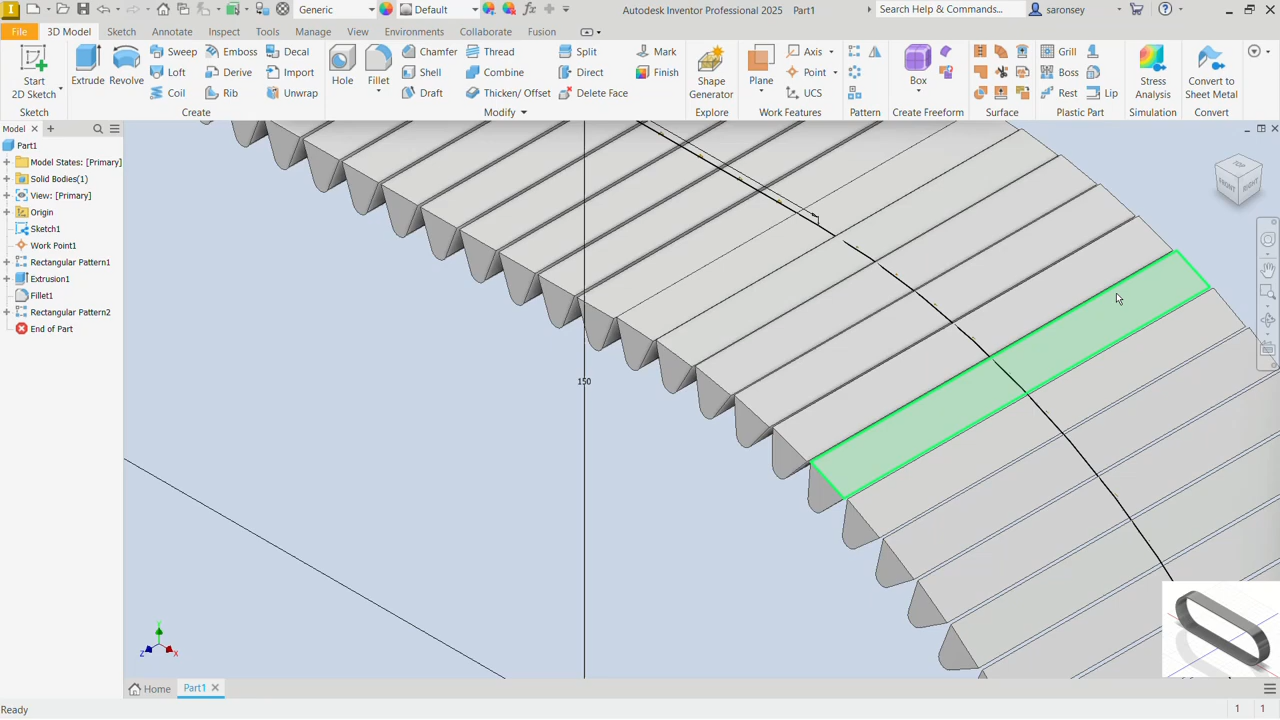 Generic
Default
Autodesk Inventor Professional 2025 Part1
Search Help & Commands...
saronsey
File
3D Model
Sketch
Annotate
Inspect
Tools
Manage
View
Environments
Collaborate
Fusion
Start
2D Sketch
Sketch
Extrude
Revolve
Sweep
Loft
Coil
Emboss
Derive
Rib
Decal
Import
Unwrap
Create
Hole
Fillet
Chamfer
Shell
Draft
Thread
Combine
Thicken/ Offset
Split
Direct
Delete Face
Mark
Finish
Modify
Shape
Generator
Explore
Plane
Axis
Point
UCS
Work Features
Pattern
Box
Create Freeform
Surface
Grill
Boss
Rest
Lip
Plastic Part
Stress
Analysis
Simulation
Convert to
Sheet Metal
Convert
Model
Part1
Model States: [Primary]
Solid Bodies(1)
View: [Primary]
Origin
Sketch1
Work Point1
Rectangular Pattern1
Extrusion1
Fillet1
Rectangular Pattern2
End of Part
TOP
FRONT
RIGHT
150
Y
Z
X
Home
Part1
Ready
1
1